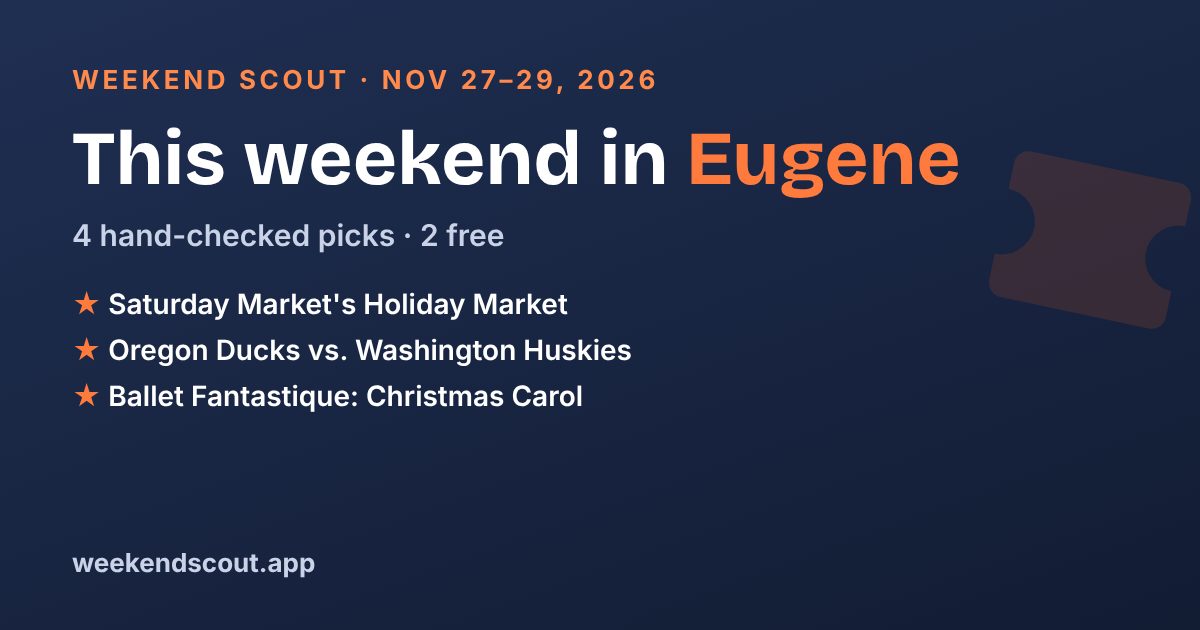 WEEKEND SCOUT · NOV 27–29, 2026
This weekend in Eugene
4 hand-checked picks · 2 free
★ Saturday Market's Holiday Market
★ Oregon Ducks vs. Washington Huskies
★ Ballet Fantastique: Christmas Carol
weekendscout.app